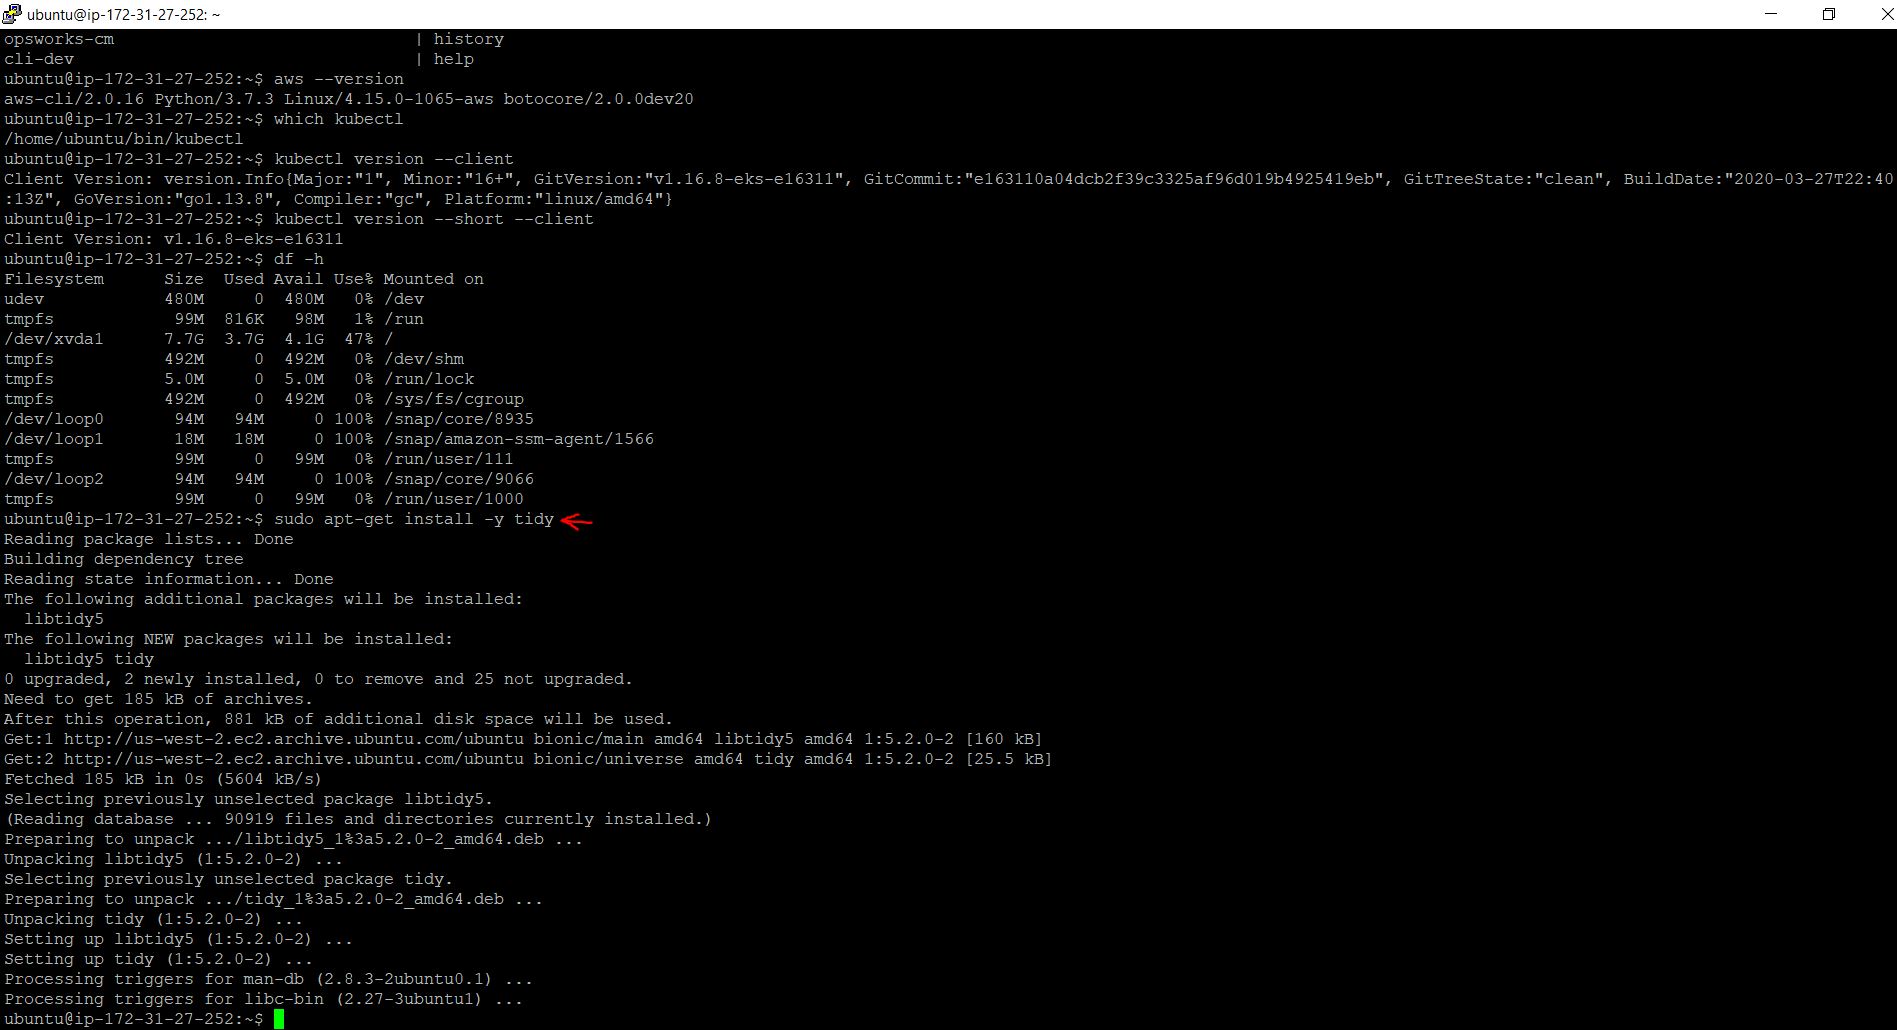 ubuntu@ip-172-31-27-252: ~
opsworks-cm                              | history
cli-dev                                  | help
ubuntu@ip-172-31-27-252:~$ aws --version
aws-cli/2.0.16 Python/3.7.3 Linux/4.15.0-1065-aws botocore/2.0.0dev20
ubuntu@ip-172-31-27-252:~$ which kubectl
/home/ubuntu/bin/kubectl
ubuntu@ip-172-31-27-252:~$ kubectl version --client
Client Version: version.Info{Major:"1", Minor:"16+", GitVersion:"v1.16.8-eks-e16311", GitCommit:"e163110a04dcb2f39c3325af96d019b4925419eb", GitTreeState:"clean", BuildDate:"2020-03-27T22:40
:13Z", GoVersion:"go1.13.8", Compiler:"gc", Platform:"linux/amd64"}
ubuntu@ip-172-31-27-252:~$ kubectl version --short --client
Client Version: v1.16.8-eks-e16311
ubuntu@ip-172-31-27-252:~$ df -h
Filesystem      Size  Used Avail Use% Mounted on
udev            480M     0  480M   0% /dev
tmpfs            99M  816K   98M   1% /run
/dev/xvda1      7.7G  3.7G  4.1G  47% /
tmpfs           492M     0  492M   0% /dev/shm
tmpfs           5.0M     0  5.0M   0% /run/lock
tmpfs           492M     0  492M   0% /sys/fs/cgroup
/dev/loop0       94M   94M     0 100% /snap/core/8935
/dev/loop1       18M   18M     0 100% /snap/amazon-ssm-agent/1566
tmpfs            99M     0   99M   0% /run/user/111
/dev/loop2       94M   94M     0 100% /snap/core/9066
tmpfs            99M     0   99M   0% /run/user/1000
ubuntu@ip-172-31-27-252:~$ sudo apt-get install -y tidy
Reading package lists... Done
Building dependency tree
Reading state information... Done
The following additional packages will be installed:
  libtidy5
The following NEW packages will be installed:
  libtidy5 tidy
0 upgraded, 2 newly installed, 0 to remove and 25 not upgraded.
Need to get 185 kB of archives.
After this operation, 881 kB of additional disk space will be used.
Get:1 http://us-west-2.ec2.archive.ubuntu.com/ubuntu bionic/main amd64 libtidy5 amd64 1:5.2.0-2 [160 kB]
Get:2 http://us-west-2.ec2.archive.ubuntu.com/ubuntu bionic/universe amd64 tidy amd64 1:5.2.0-2 [25.5 kB]
Fetched 185 kB in 0s (5604 kB/s)
Selecting previously unselected package libtidy5.
(Reading database ... 90919 files and directories currently installed.)
Preparing to unpack .../libtidy5_1%3a5.2.0-2_amd64.deb ...
Unpacking libtidy5 (1:5.2.0-2) ...
Selecting previously unselected package tidy.
Preparing to unpack .../tidy_1%3a5.2.0-2_amd64.deb ...
Unpacking tidy (1:5.2.0-2) ...
Setting up libtidy5 (1:5.2.0-2) ...
Setting up tidy (1:5.2.0-2) ...
Processing triggers for man-db (2.8.3-2ubuntu0.1) ...
Processing triggers for libc-bin (2.27-3ubuntu1) ...
ubuntu@ip-172-31-27-252:~$